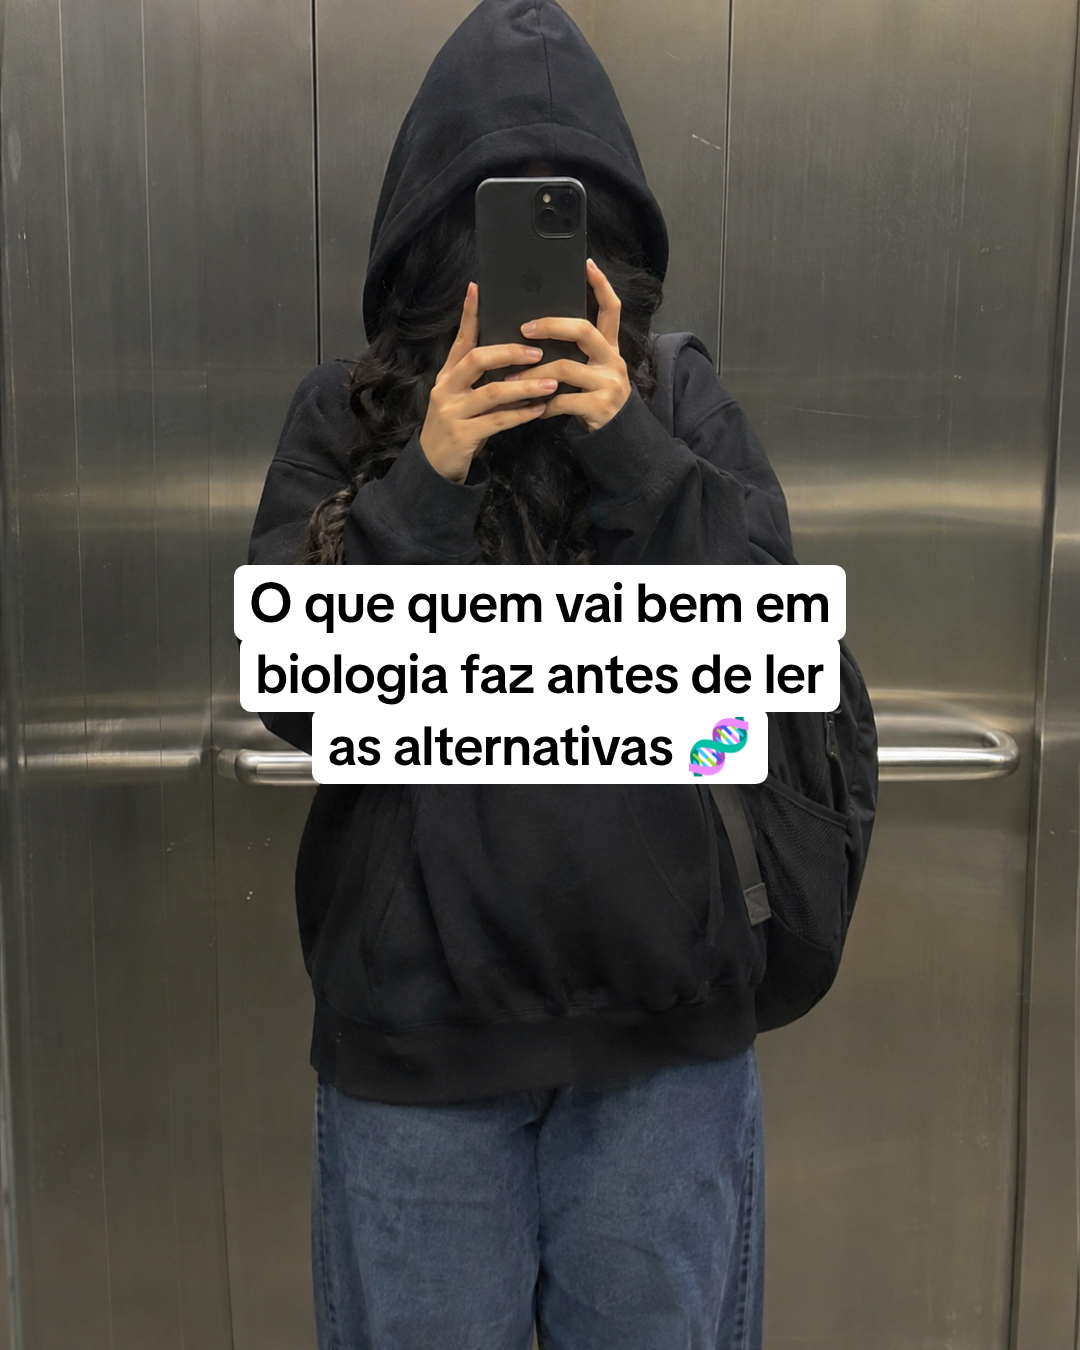 O que quem vai bem em
biologia faz antes de ler
as alternativas 🧬